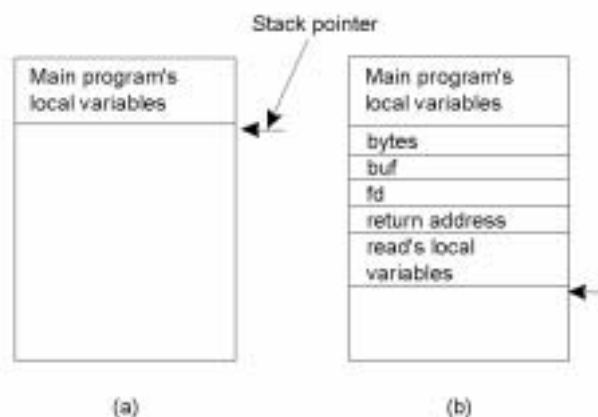 Stack pointer
Main program's
local variables
Main program's
local variables
bytes
buf
fd
return address
read's local
variables
(a)
(b)